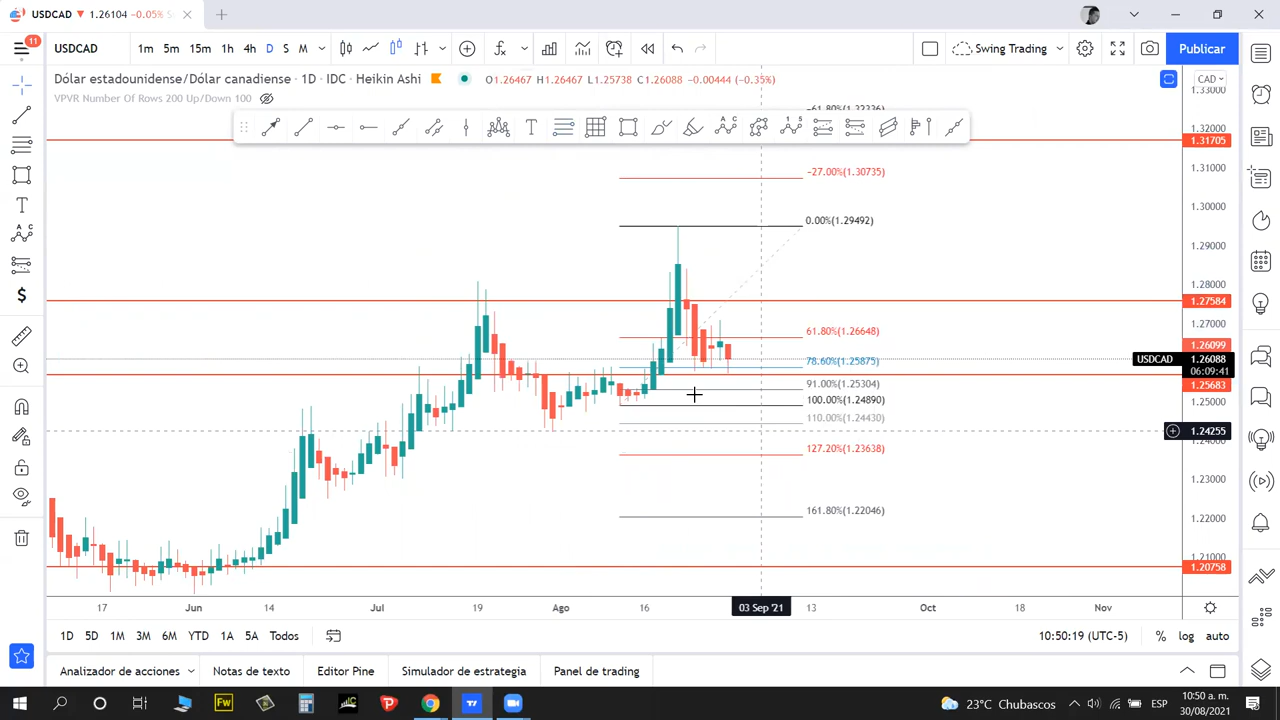 USDCAD ▼ 1.26104 −0.05% S
USDCAD
1m 5m 15m 1h 4h D S M
Swing Trading
Publicar
11
Dólar estadounidense/Dólar canadiense · 1D · IDC · Heikin Ashi
O1.26467 H1.26467 L1.25738 C1.26088 −0.00444 (−0.35%)
VPVR Number Of Rows 200 Up/Down 100
CAD
1.33000
1.32000
1.31705
1.31000
1.30000
1.29000
1.28000
1.27584
1.27000
1.26099
USDCAD 1.26088
06:09:41
1.25683
1.25000
1.24255
1.24000
1.23000
1.22000
1.21000
1.20758
-61.80%(1.32336)
-27.00%(1.30735)
0.00%(1.29492)
61.80%(1.26648)
78.60%(1.25875)
91.00%(1.25304)
100.00%(1.24890)
110.00%(1.24430)
127.20%(1.23638)
161.80%(1.22046)
17 Jun 14 Jul 19 Ago 16 03 Sep '21 13 Oct 18 Nov
1D 5D 1M 3M 6M YTD 1A 5A Todos
10:50:19 (UTC-5) % log auto
Analizador de acciones Notas de texto Editor Pine Simulador de estrategia Panel de trading
23°C Chubascos
ESP
10:50 a. m.
30/08/2021